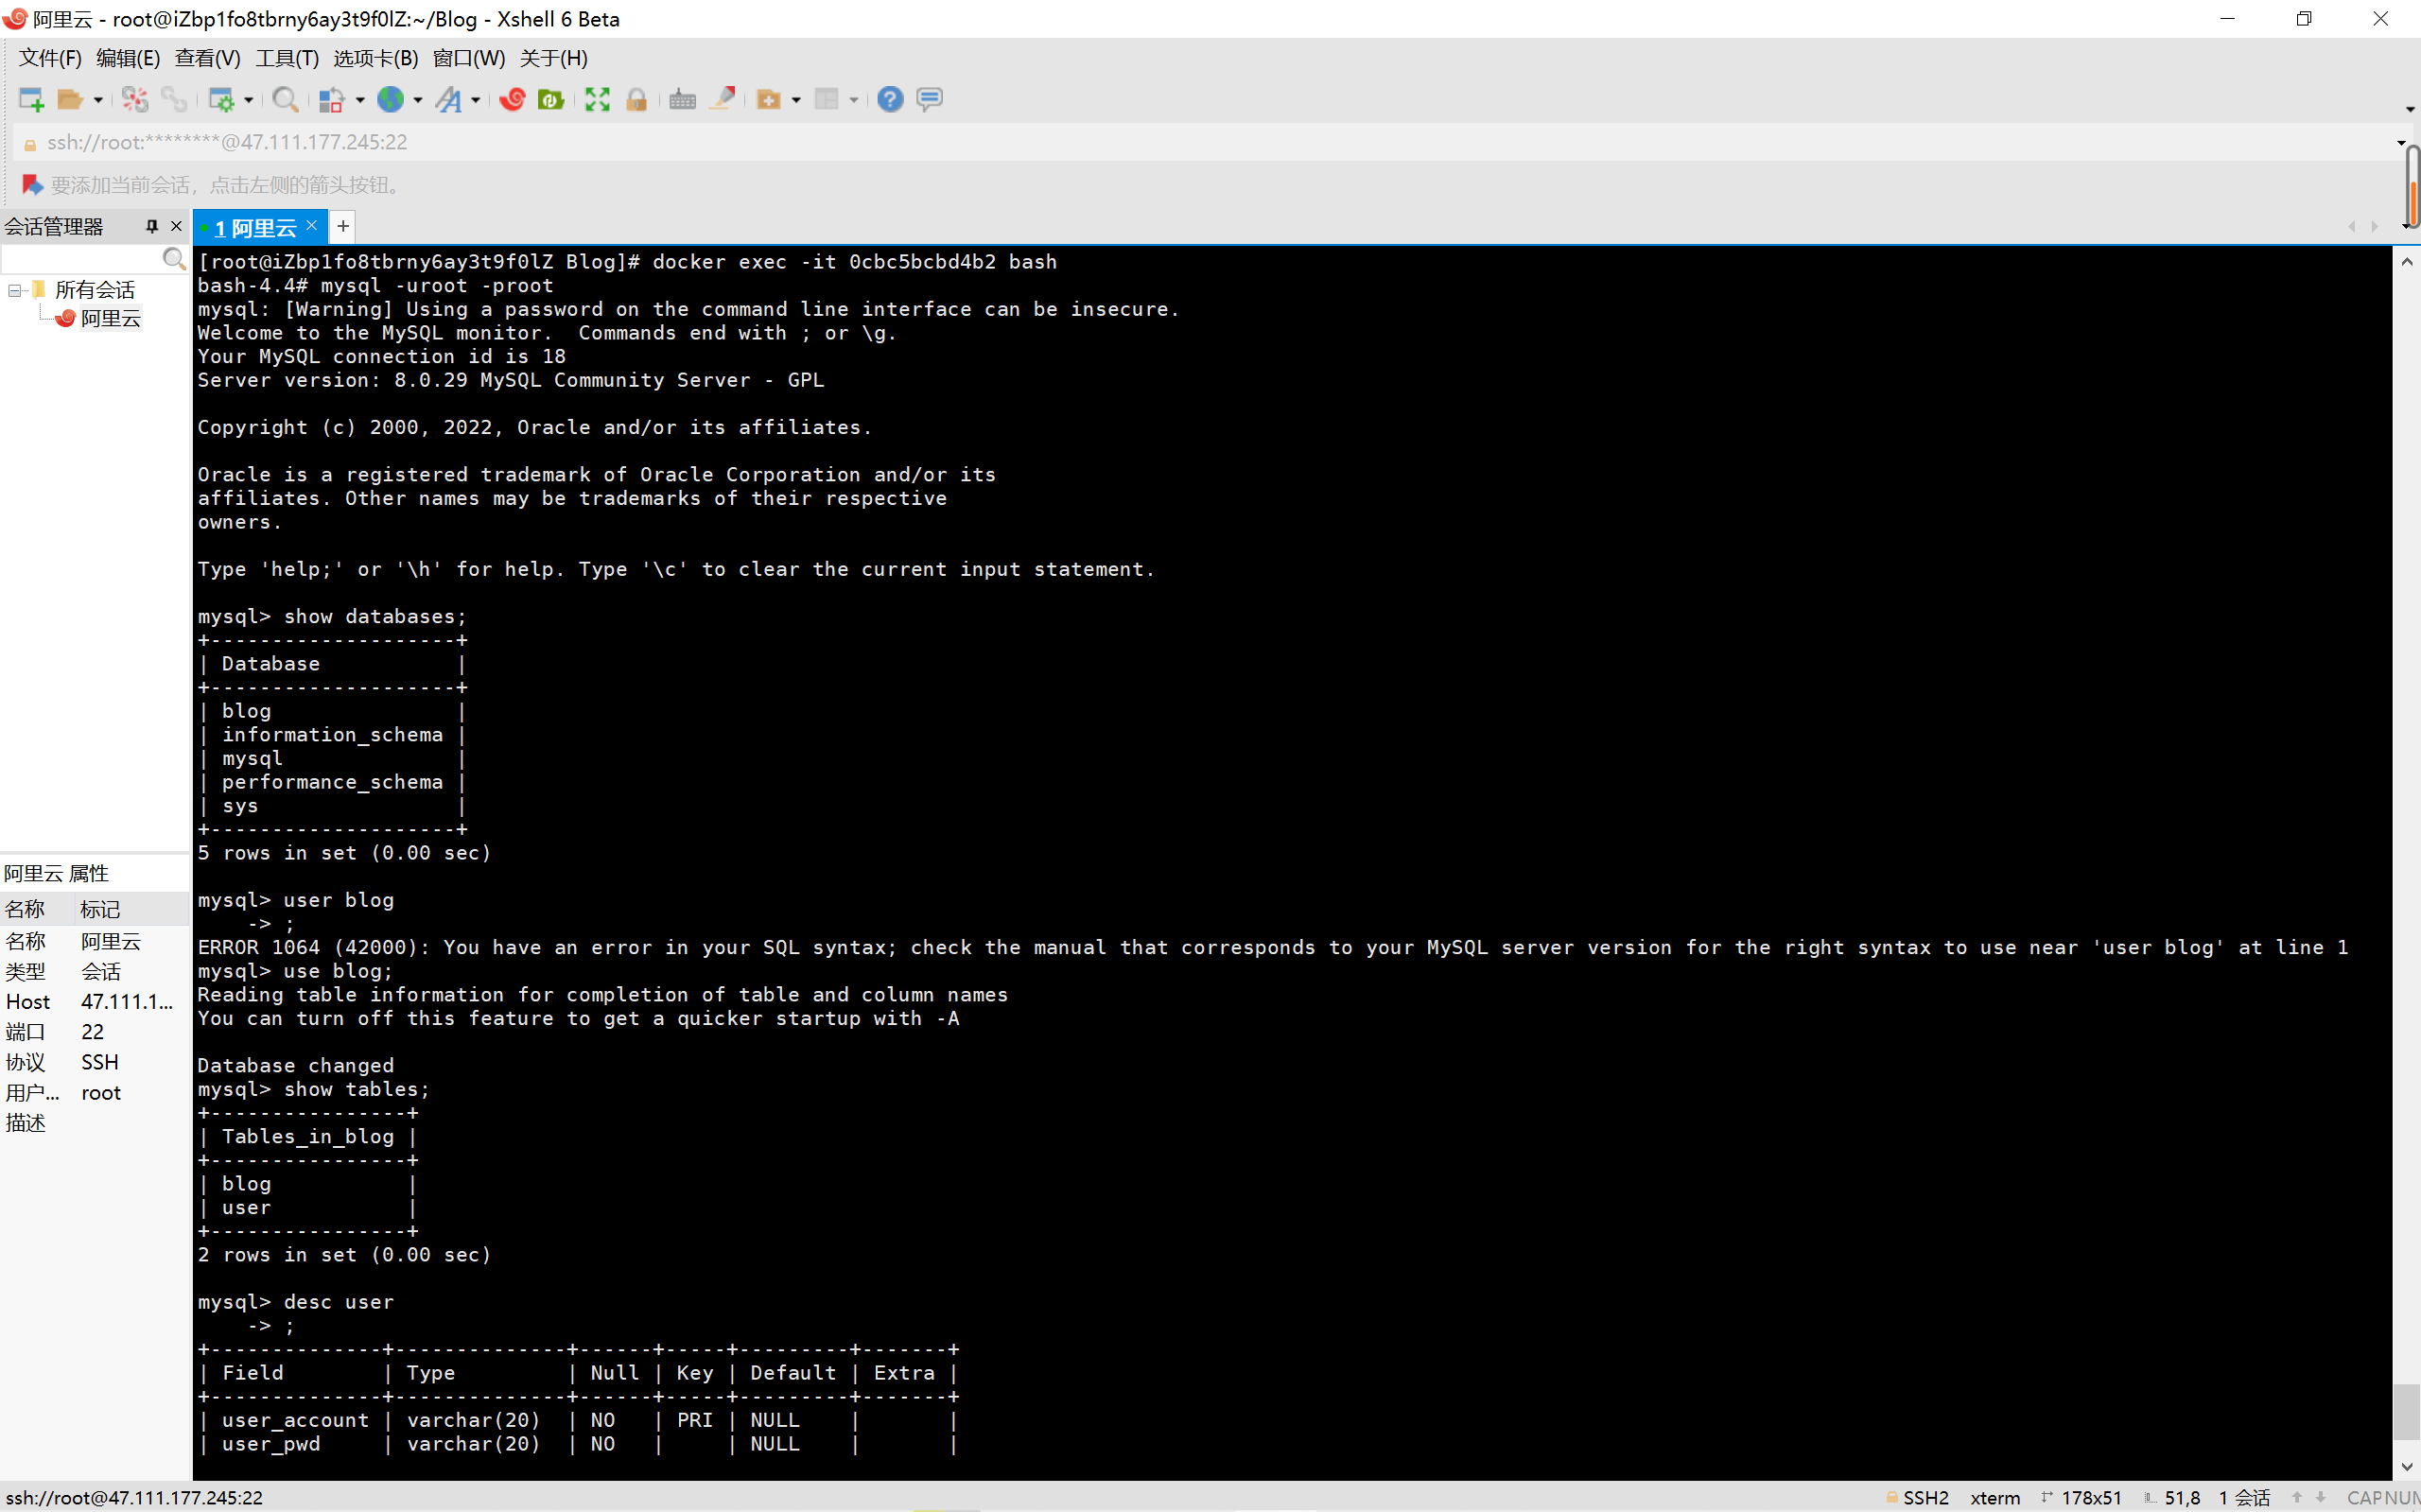 阿里云 - root@iZbp1fo8tbrny6ay3t9f0lZ:~/Blog - Xshell 6 Beta
文件(F) 编辑(E) 查看(V) 工具(T) 选项卡(B) 窗口(W) 关于(H)
ssh://root:********@47.111.177.245:22
要添加当前会话，点击左侧的箭头按钮。
会话管理器
1 阿里云
所有会话
阿里云
[root@iZbp1fo8tbrny6ay3t9f0lZ Blog]# docker exec -it 0cbc5bcbd4b2 bash
bash-4.4# mysql -uroot -proot
mysql: [Warning] Using a password on the command line interface can be insecure.
Welcome to the MySQL monitor.  Commands end with ; or \g.
Your MySQL connection id is 18
Server version: 8.0.29 MySQL Community Server - GPL
Copyright (c) 2000, 2022, Oracle and/or its affiliates.
Oracle is a registered trademark of Oracle Corporation and/or its
affiliates. Other names may be trademarks of their respective
owners.
Type 'help;' or '\h' for help. Type '\c' to clear the current input statement.
mysql> show databases;
+--------------------+
| Database           |
+--------------------+
| blog               |
| information_schema |
| mysql              |
| performance_schema |
| sys                |
+--------------------+
5 rows in set (0.00 sec)
mysql> user blog
    -> ;
ERROR 1064 (42000): You have an error in your SQL syntax; check the manual that corresponds to your MySQL server version for the right syntax to use near 'user blog' at line 1
mysql> use blog;
Reading table information for completion of table and column names
You can turn off this feature to get a quicker startup with -A
Database changed
mysql> show tables;
+----------------+
| Tables_in_blog |
+----------------+
| blog           |
| user           |
+----------------+
2 rows in set (0.00 sec)
mysql> desc user
    -> ;
+--------------+--------------+------+-----+---------+-------+
| Field        | Type         | Null | Key | Default | Extra |
+--------------+--------------+------+-----+---------+-------+
| user_account | varchar(20)  | NO   | PRI | NULL    |       |
| user_pwd     | varchar(20)  | NO   |     | NULL    |       |
阿里云 属性
名称 标记
名称 阿里云
类型 会话
Host 47.111.1...
端口 22
协议 SSH
用户... root
描述
ssh://root@47.111.177.245:22
SSH2 xterm 178x51 51,8 1 会话 CAP NUM